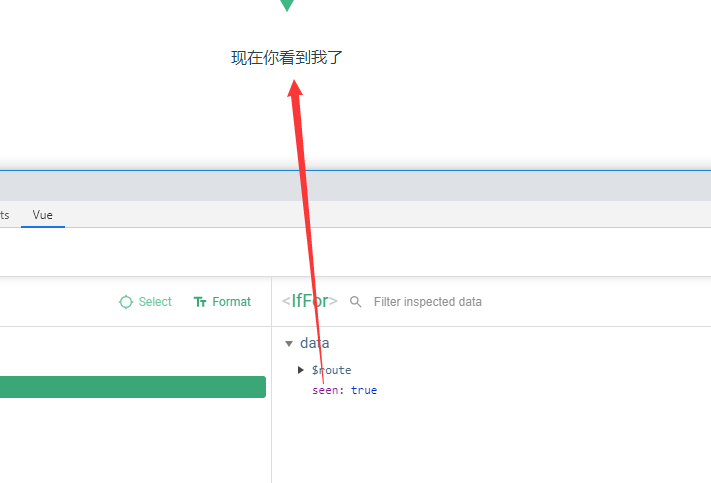 现在你看到我了
ts Vue
Select Format <IfFor> Filter inspected data
data
$route
seen: true